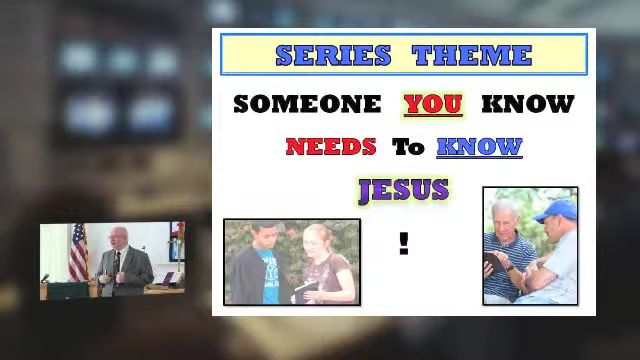 SERIES THEME
SOMEONE YOU KNOW
NEEDS To KNOW
JESUS
!